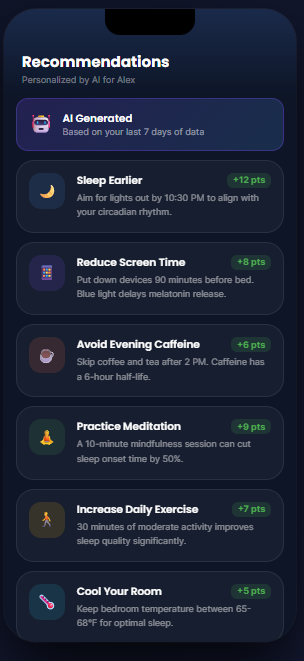 Recommendations
Personalized by AI for Alex
AI Generated
Based on your last 7 days of data
Sleep Earlier
+12 pts
Aim for lights out by 10:30 PM to align with
your circadian rhythm.
Reduce Screen Time
+8 pts
Put down devices 90 minutes before bed.
Blue light delays melatonin release.
Avoid Evening Caffeine
+6 pts
Skip coffee and tea after 2 PM. Caffeine has
a 6-hour half-life.
Practice Meditation
+9 pts
A 10-minute mindfulness session can cut
sleep onset time by 50%.
Increase Daily Exercise
+7 pts
30 minutes of moderate activity improves
sleep quality significantly.
Cool Your Room
+5 pts
Keep bedroom temperature between 65-
68°F for optimal sleep.